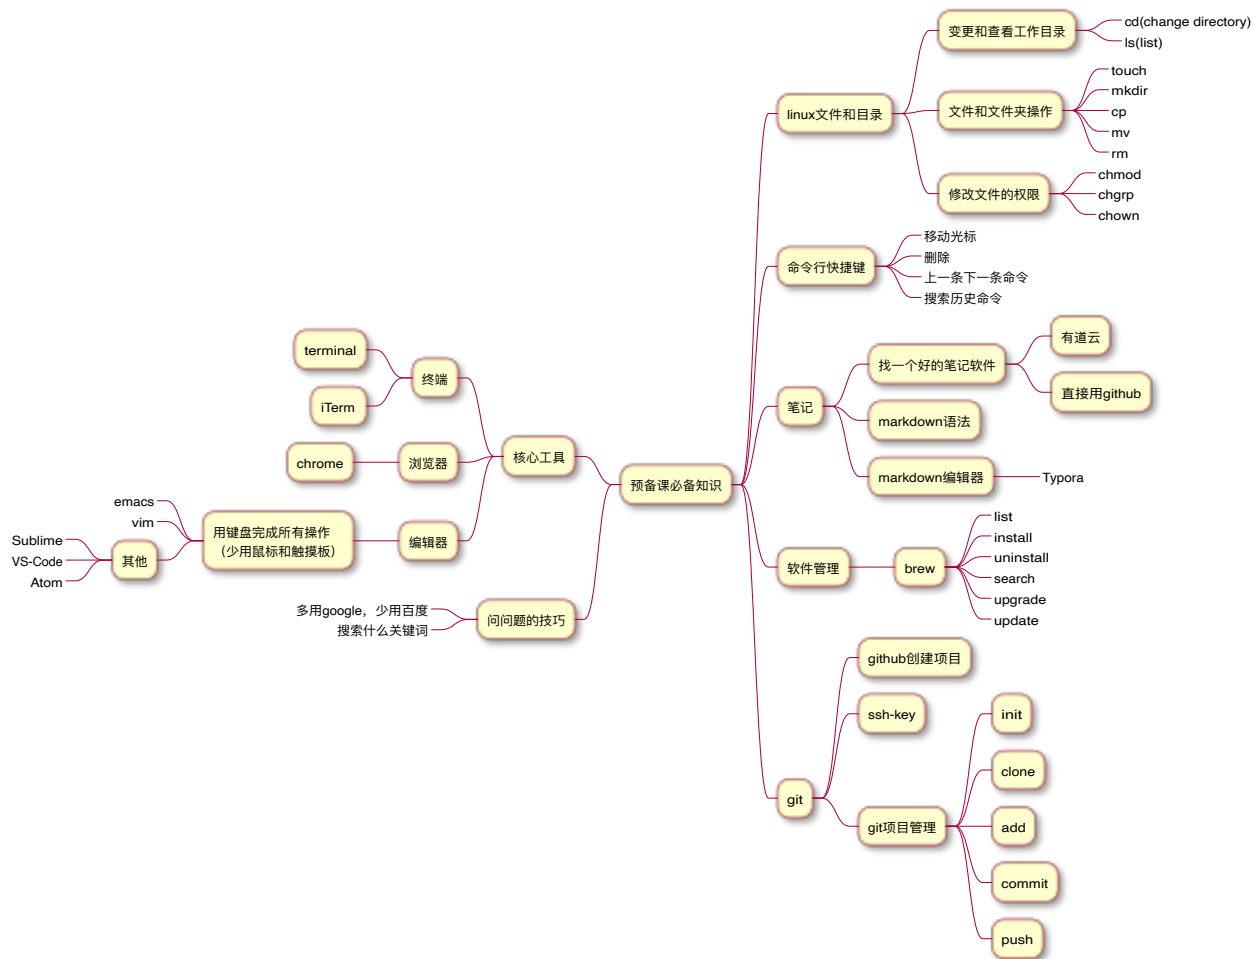 预备课必备知识
linux文件和目录
变更和查看工作目录
cd(change directory)
ls(list)
文件和文件夹操作
touch
mkdir
cp
mv
rm
修改文件的权限
chmod
chgrp
chown
命令行快捷键
移动光标
删除
上一条下一条命令
搜索历史命令
笔记
找一个好的笔记软件
有道云
直接用github
markdown语法
markdown编辑器
Typora
软件管理
brew
list
install
uninstall
search
upgrade
update
git
github创建项目
ssh-key
git项目管理
init
clone
add
commit
push
核心工具
终端
terminal
iTerm
浏览器
chrome
编辑器
用键盘完成所有操作
（少用鼠标和触摸板）
emacs
vim
其他
Sublime
VS-Code
Atom
问问题的技巧
多用google，少用百度
搜索什么关键词